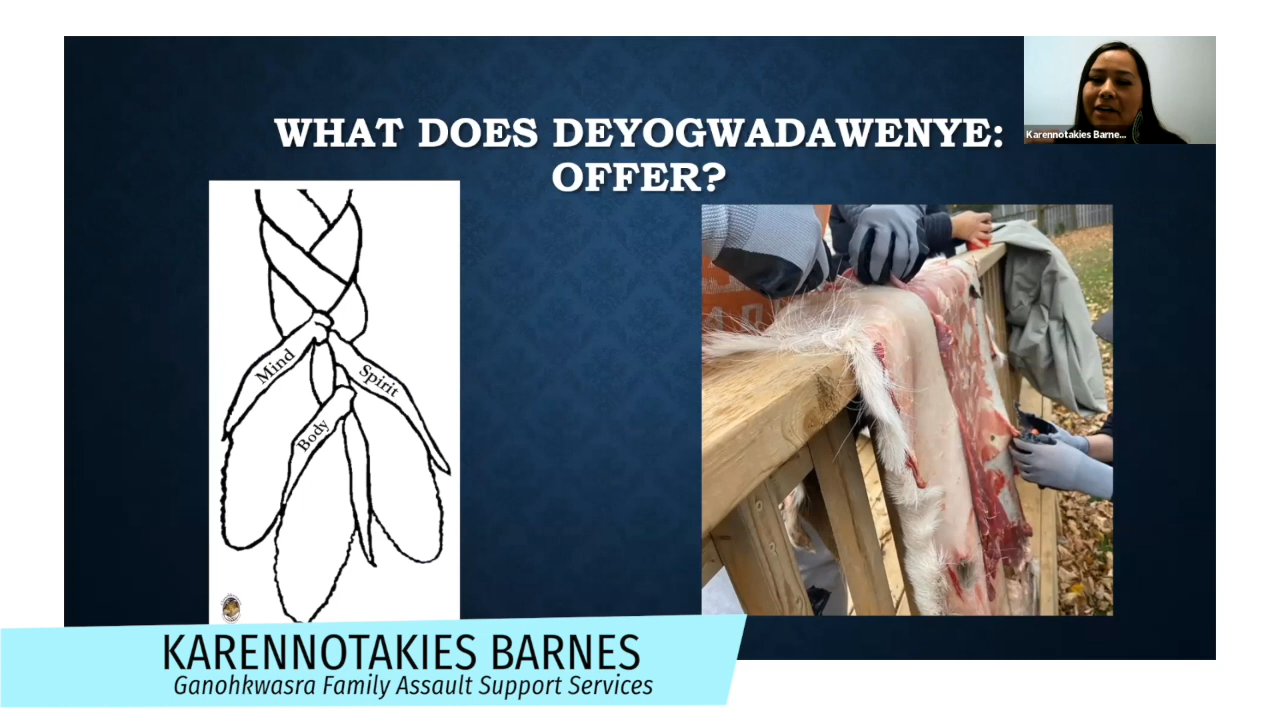 WHAT DOES DEYOGWADAWENYE:
OFFER?
Karennotakies Barne...
Mind
Spirit
Body
KARENNOTAKIES BARNES
Ganohkwasra Family Assault Support Services